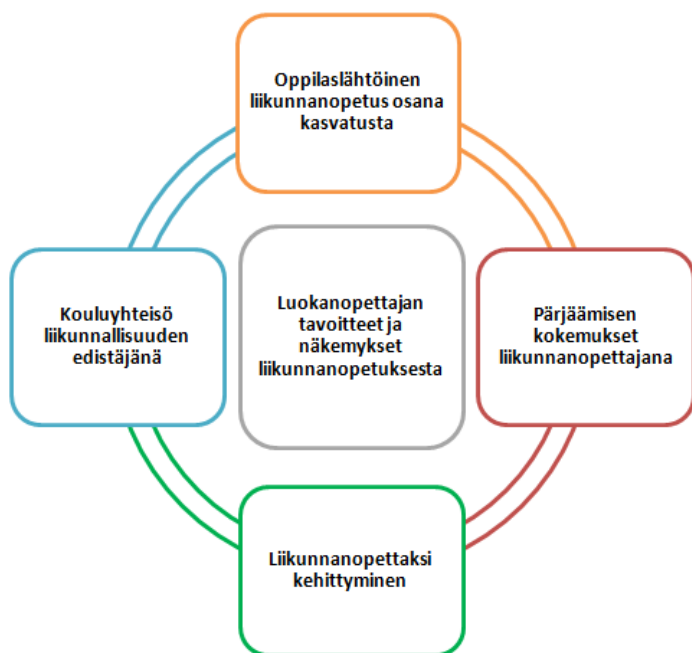 Oppilaslähtöinen
liikunnanopetus osana
kasvatusta
Kouluyhteisö
liikunnallisuuden
edistäjänä
Luokanopettajan
tavoitteet ja
näkemykset
liikunnanopetuksesta
Pärjäämisen
kokemukset
liikunnanopettajana
Liikunnanopettaksi
kehittyminen